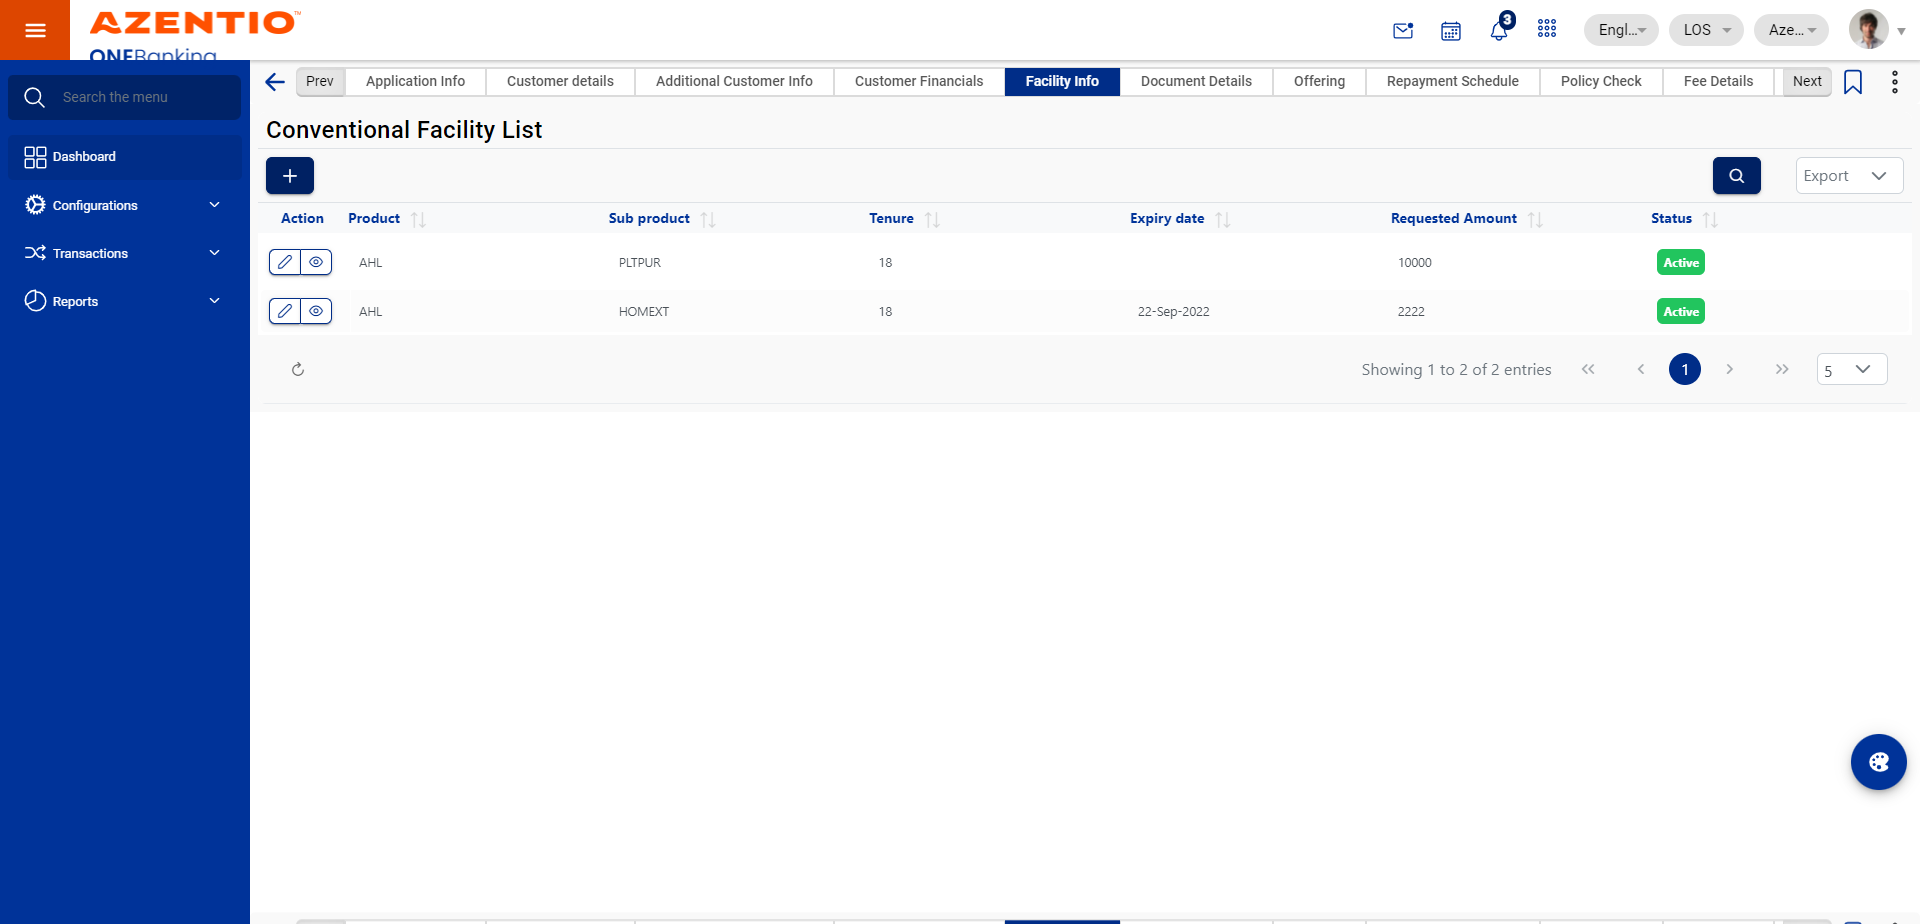 AZENTIO™
ONEBanking
3
Engl...
LOS
Aze...
Search the menu
Dashboard
Configurations
Transactions
Reports
Prev
Application Info
Customer details
Additional Customer Info
Customer Financials
Facility Info
Document Details
Offering
Repayment Schedule
Policy Check
Fee Details
Next
Conventional Facility List
+
Export
Action Product Sub product Tenure Expiry date Requested Amount Status
AHL PLTPUR 18 10000 Active
AHL HOMEXT 18 22-Sep-2022 2222 Active
Showing 1 to 2 of 2 entries
1
5